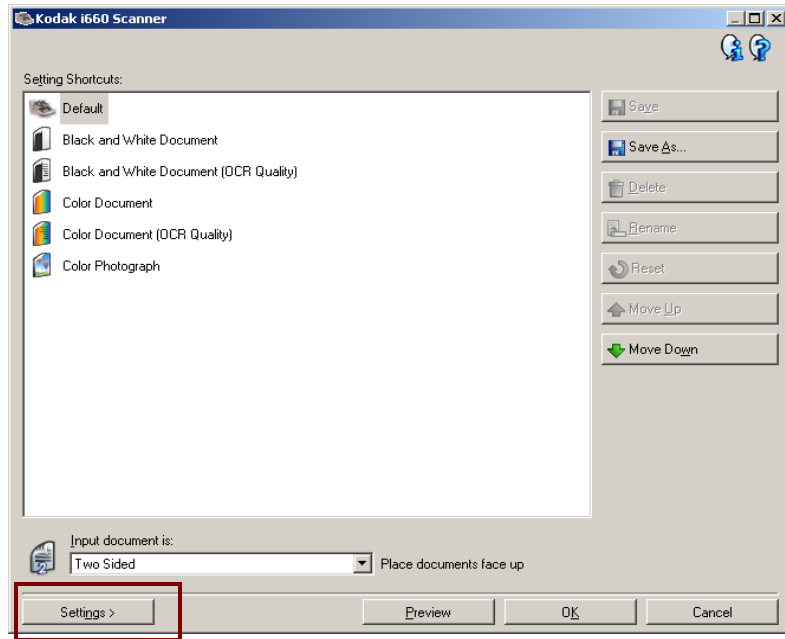 Kodak i660 Scanner
Setting Shortcuts:
Default
Black and White Document
Black and White Document (OCR Quality)
Color Document
Color Document (OCR Quality)
Color Photograph
Save
Save As...
Delete
Rename
Reset
Move Up
Move Down
Input document is:
2
Two Sided
Place documents face up
Settings >
Preview
OK
Cancel